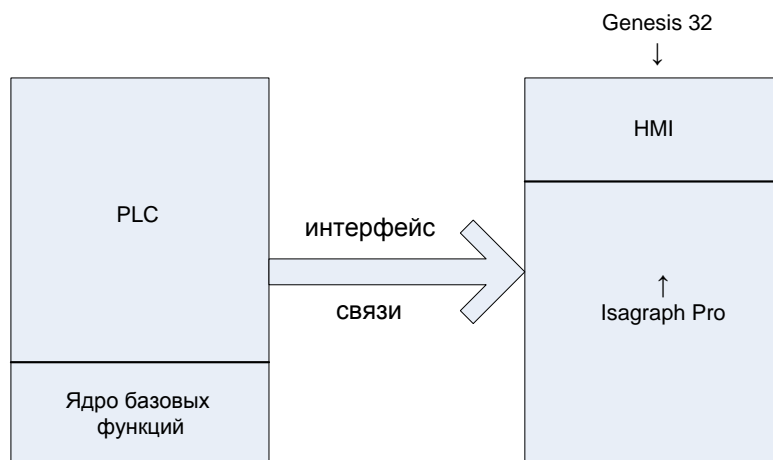 Genesis 32
↓
HMI
PLC
интерфейс
связи
↑
Isagraph Pro
Ядро базовых
функций